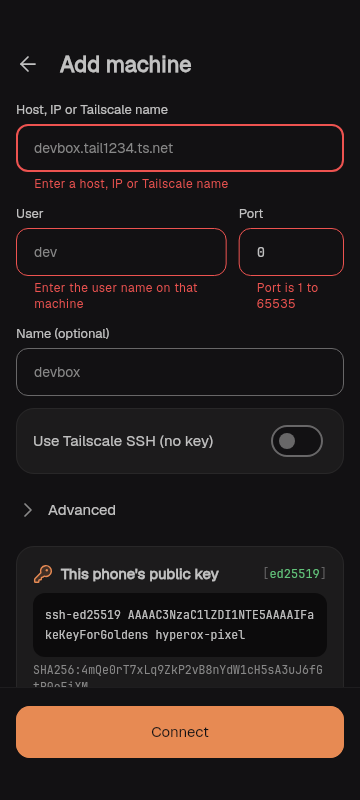 Add machine
Host, IP or Tailscale name
devbox.tail1234.ts.net
Enter a host, IP or Tailscale name
User
Port
dev
0
Enter the user name on that
machine
Port is 1 to
65535
Name (optional)
devbox
Use Tailscale SSH (no key)
Advanced
This phone's public key
[ed25519]
ssh-ed25519 AAAAC3NzaC1lZDI1NTE5AAAAIFa
keKeyForGoldens hyperox-pixel
SHA256:4mQe0rT7xLq9ZkP2vB8nYdW1cH5sA3uJ6fG
Connect